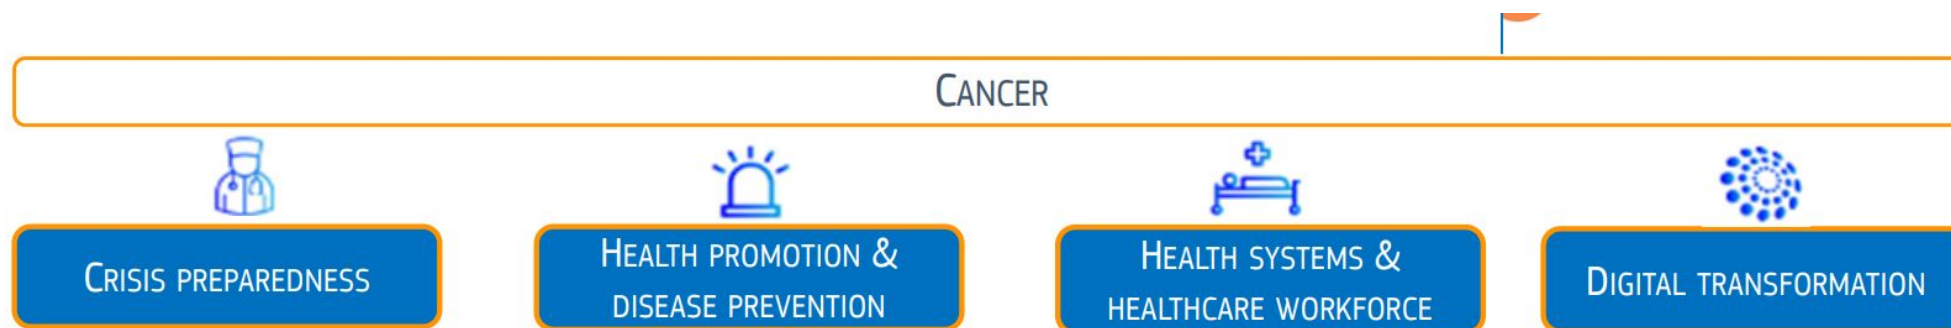 CANCER
CRISIS PREPAREDNESS
HEALTH PROMOTION &
DISEASE PREVENTION
HEALTH SYSTEMS &
HEALTHCARE WORKFORCE
DIGITAL TRANSFORMATION